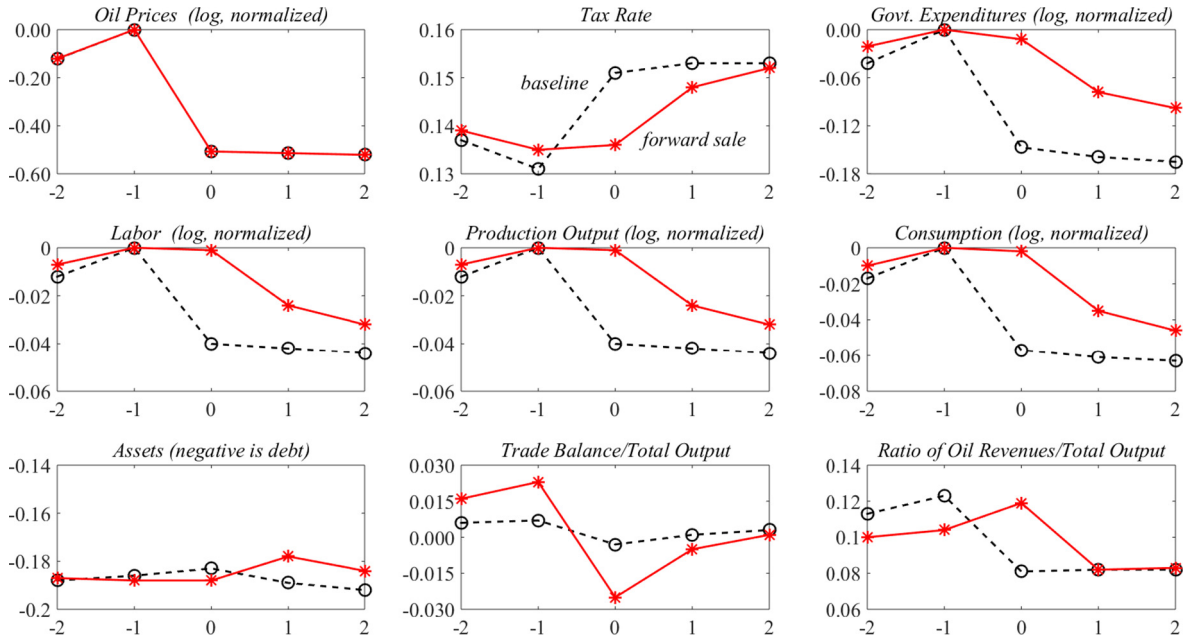 Oil Prices (log, normalized)
0.00
-0.20
-0.40
-0.60
-2 -1 0 1 2
Tax Rate
0.16
0.15
0.14
0.13
baseline
forward sale
-2 -1 0 1 2
Govt. Expenditures (log, normalized)
0.00
-0.06
-0.12
-0.18
-2 -1 0 1 2
Labor (log, normalized)
0
-0.02
-0.04
-0.06
-2 -1 0 1 2
Production Output (log, normalized)
0
-0.02
-0.04
-0.06
-2 -1 0 1 2
Consumption (log, normalized)
0
-0.02
-0.04
-0.06
-0.08
-2 -1 0 1 2
Assets (negative is debt)
-0.14
-0.16
-0.18
-0.2
-2 -1 0 1 2
Trade Balance/Total Output
0.030
0.015
0.000
-0.015
-0.030
-2 -1 0 1 2
Ratio of Oil Revenues/Total Output
0.14
0.12
0.1
0.08
0.06
-2 -1 0 1 2